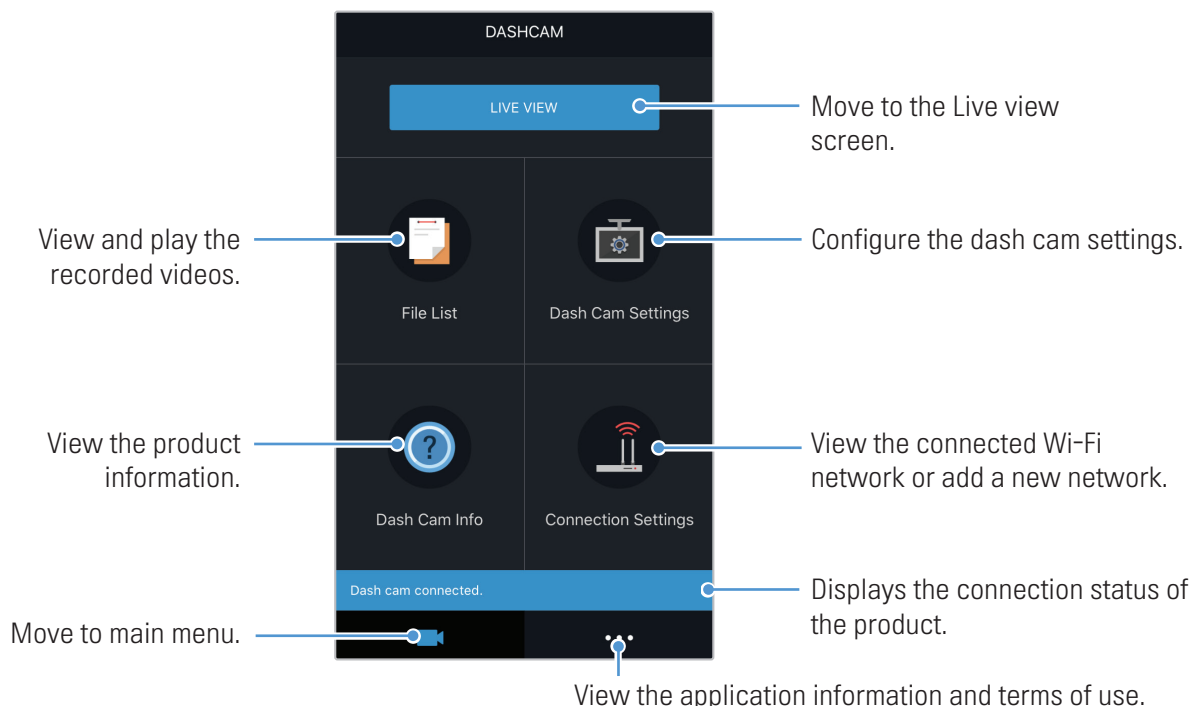 DASHCAM
LIVE VIEW
Move to the Live view
screen.
View and play the
recorded videos.
File List
Dash Cam Settings
Configure the dash cam settings.
View the product
information.
?
Dash Cam Info
Connection Settings
View the connected Wi-Fi
network or add a new network.
Dash cam connected.
Displays the connection status of
the product.
Move to main menu.
View the application information and terms of use.